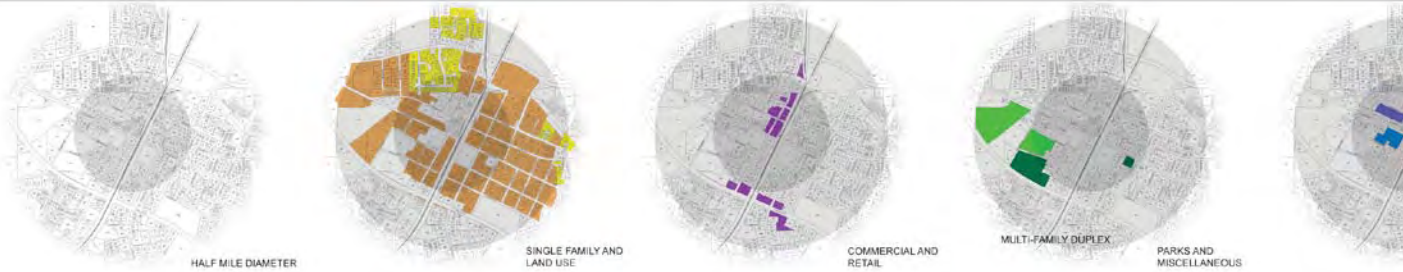 HALF MILE DIAMETER
SINGLE FAMILY AND
LAND USE
COMMERCIAL AND
RETAIL
MULTI-FAMILY DUPLEX
PARKS AND
MISCELLANEOUS